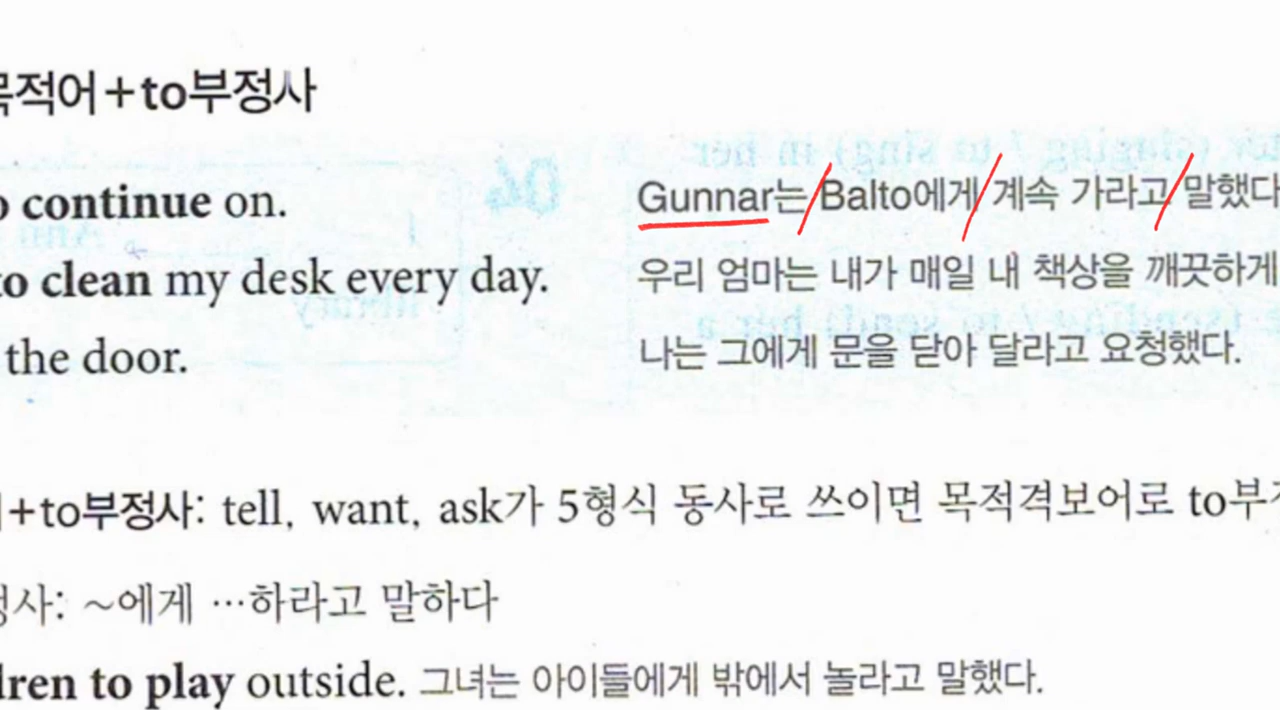 목적어+to부정사
to continue on.
Gunnar는 Balto에게 계속 가라고 말했다
to clean my desk every day.
우리 엄마는 내가 매일 내 책상을 깨끗하게
the door.
나는 그에게 문을 닫아 달라고 요청했다.
+to부정사: tell, want, ask가 5형식 동사로 쓰이면 목적격보어로 to부정
정사: ~에게 …하라고 말하다
dren to play outside. 그녀는 아이들에게 밖에서 놀라고 말했다.